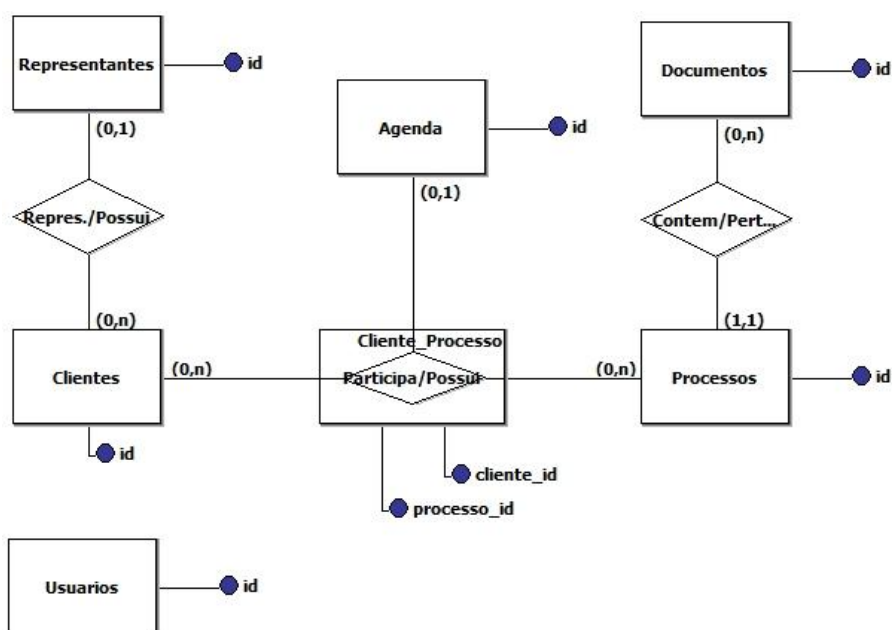 Representantes
id
Documentos
id
Agenda
id
(0,1)
(0,n)
(0,1)
Repres./Possui
Contem/Pert...
(0,n)
(1,1)
Cliente_Processo
Clientes
(0,n)
Participa/Possui
(0,n)
Processos
id
id
cliente_id
processo_id
Usuarios
id